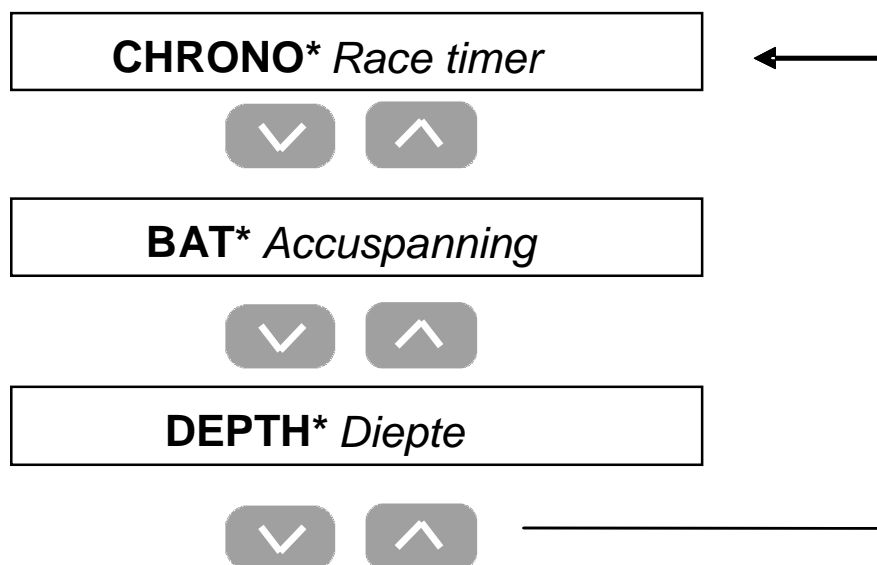 CHRONO* Race timer
BAT* Accuspanning
DEPTH* Diepte